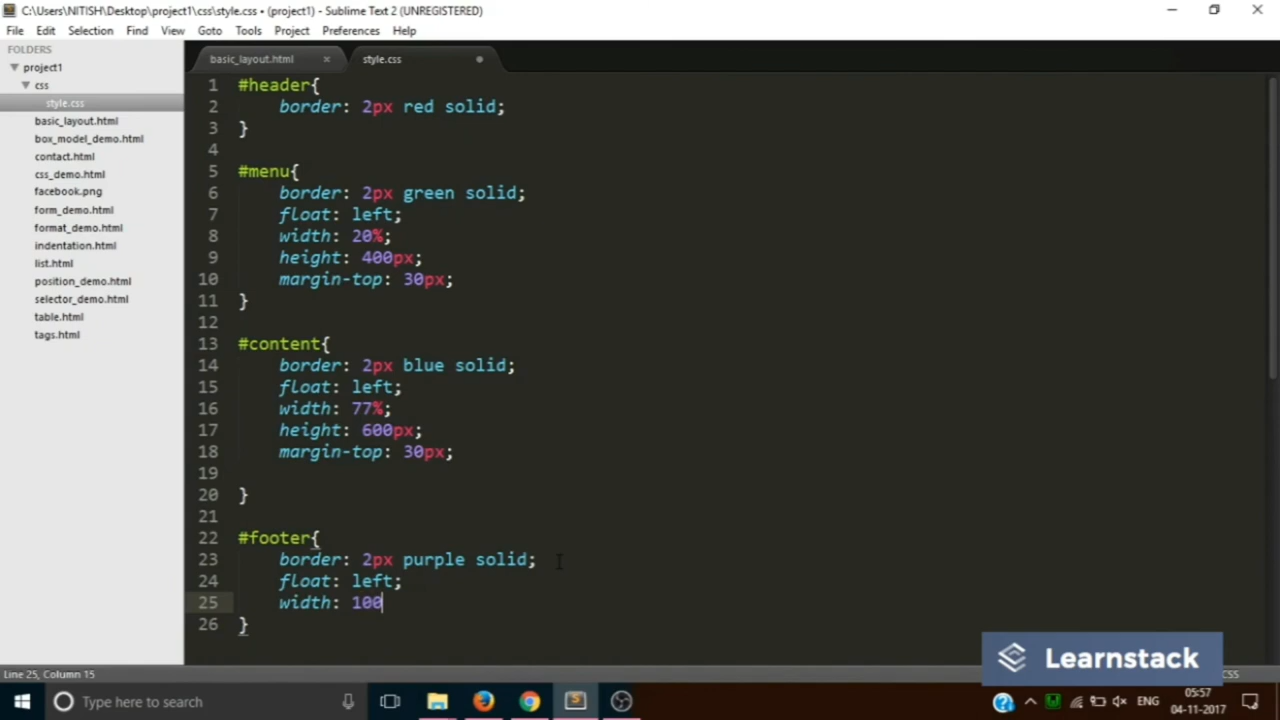 C:\Users\NITISH\Desktop\project1\css\style.css • (project1) - Sublime Text 2 (UNREGISTERED)
File Edit Selection Find View Goto Tools Project Preferences Help
FOLDERS
project1
css
style.css
basic_layout.html
box_model_demo.html
contact.html
css_demo.html
facebook.png
form_demo.html
format_demo.html
indentation.html
list.html
position_demo.html
selector_demo.html
table.html
tags.html
basic_layout.html × style.css
1 #header{
2 border: 2px red solid;
3 }
4
5 #menu{
6 border: 2px green solid;
7 float: left;
8 width: 20%;
9 height: 400px;
10 margin-top: 30px;
11 }
12
13 #content{
14 border: 2px blue solid;
15 float: left;
16 width: 77%;
17 height: 600px;
18 margin-top: 30px;
19
20 }
21
22 #footer{
23 border: 2px purple solid;
24 float: left;
25 width: 100
26 }
Learnstack
Line 25, Column 15
CSS
Type here to search
ENG
05:57
04-11-2017